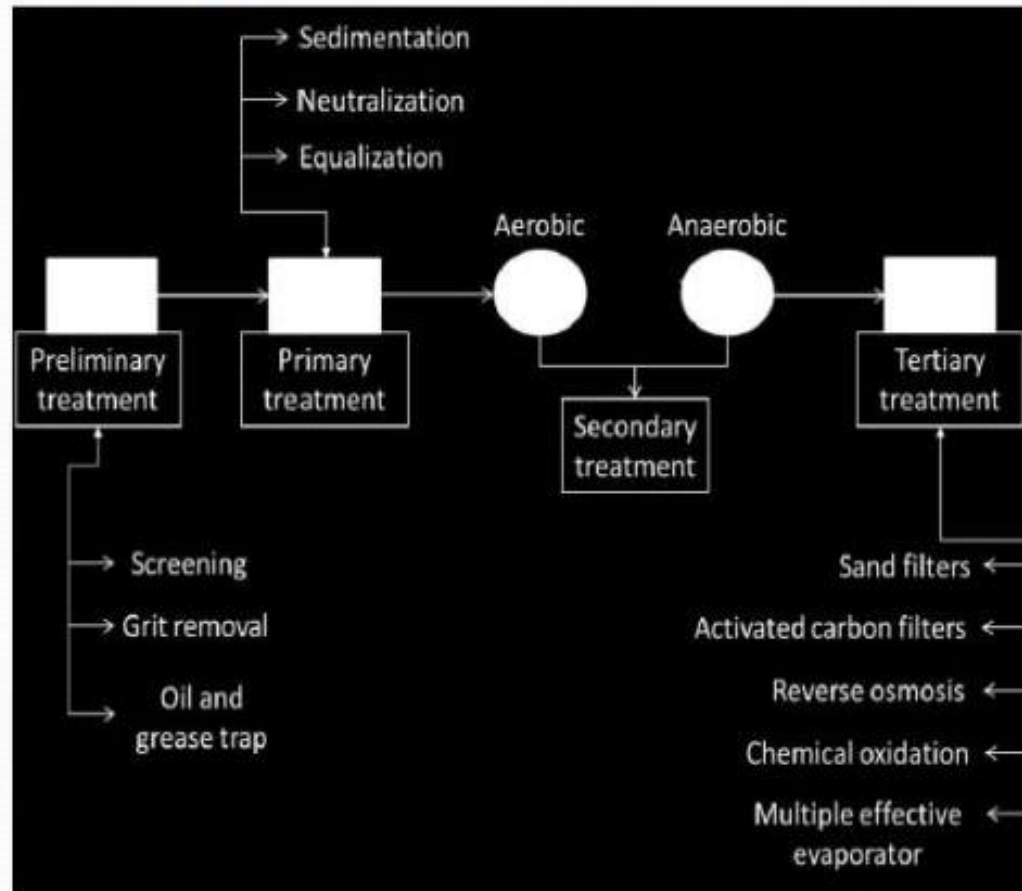 Sedimentation
Neutralization
Equalization
Aerobic
Anaerobic
Preliminary
treatment
Primary
treatment
Secondary
treatment
Tertiary
treatment
Screening
Grit removal
Oil and
grease trap
Sand filters
Activated carbon filters
Reverse osmosis
Chemical oxidation
Multiple effective
evaporator